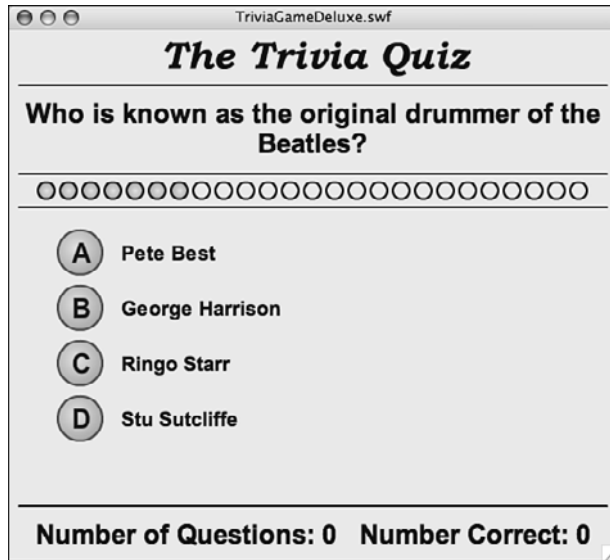 TriviaGameDeluxe.swf
The Trivia Quiz
Who is known as the original drummer of the
Beatles?
A Pete Best
B George Harrison
C Ringo Starr
D Stu Sutcliffe
Number of Questions: 0 Number Correct: 0